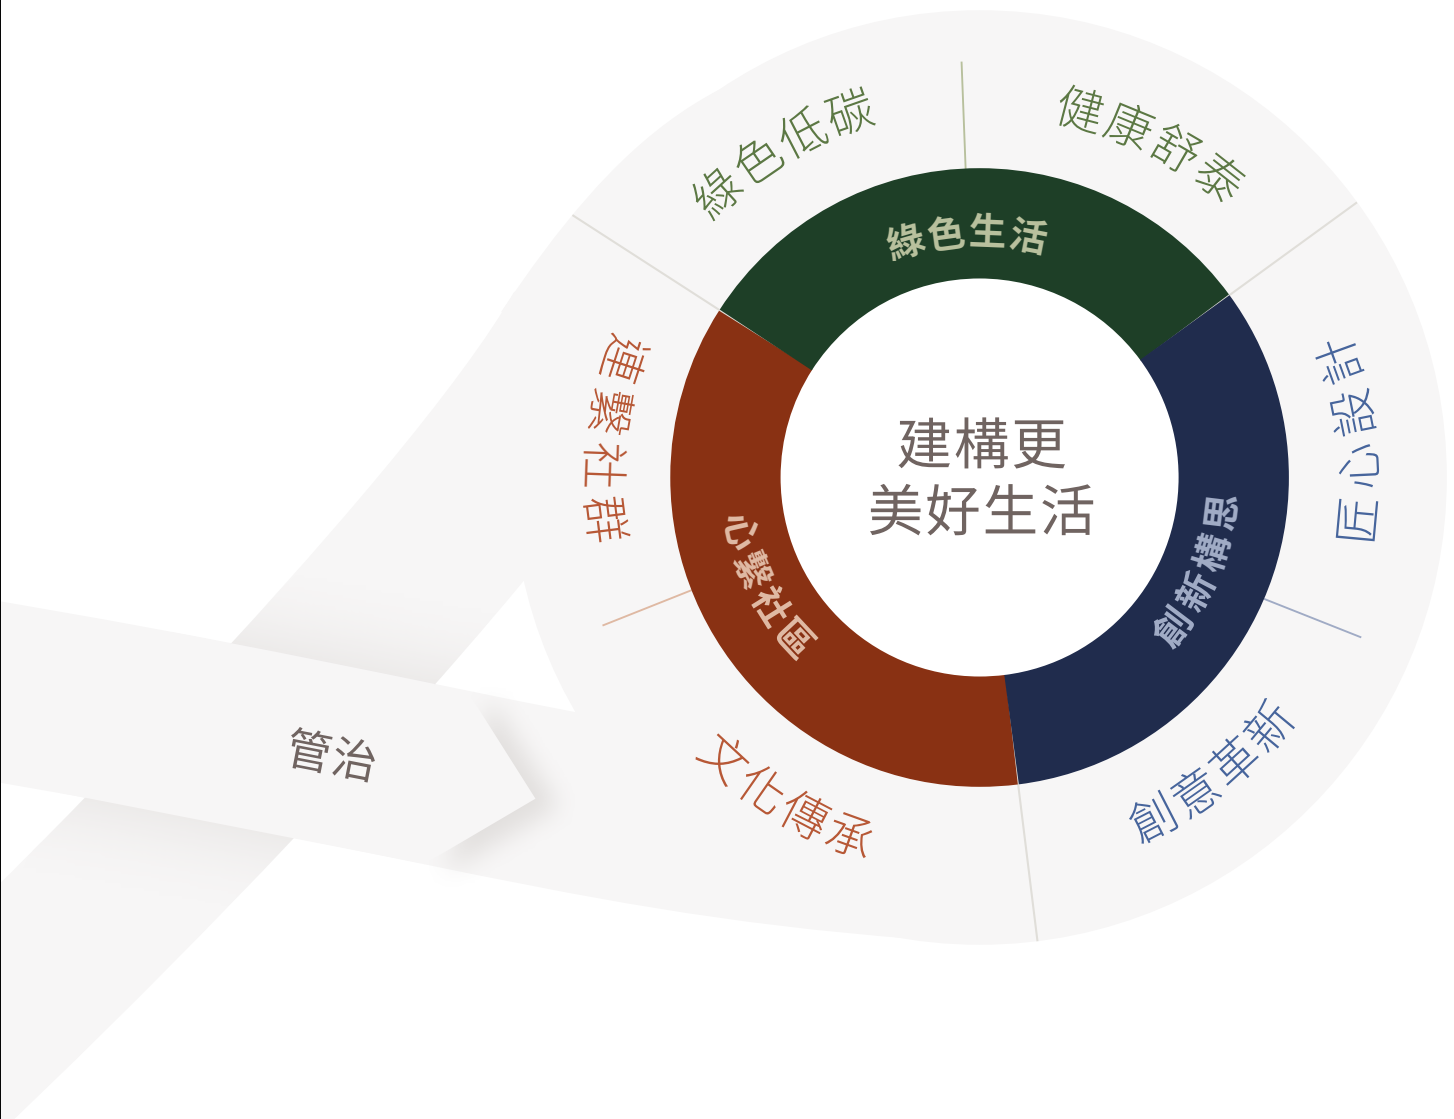 綠色低碳
健康舒泰
綠色生活
連繫社群
匠心設計
建構更
美好生活
心繫社區
創新構思
管治
文化傳承
創意革新